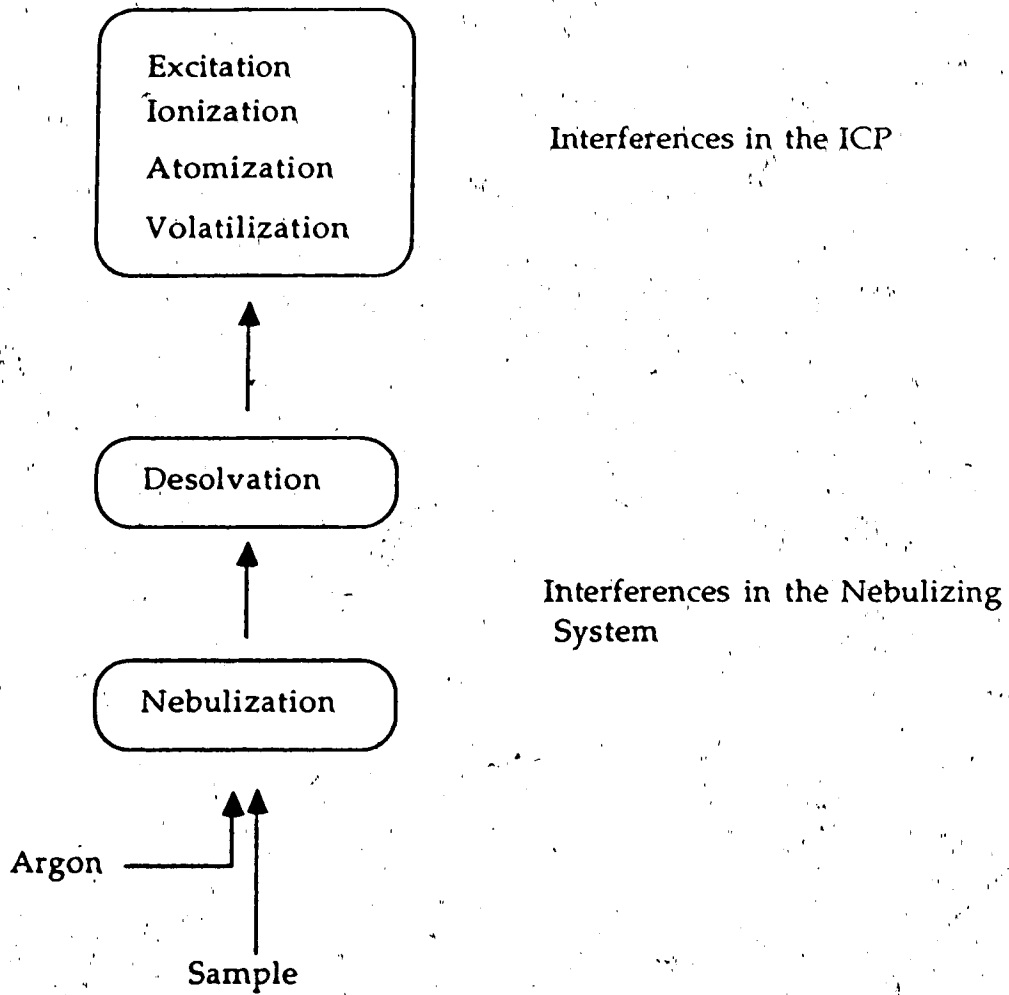 Excitation
Ionization
Atomization
Volatilization
Interferences in the ICP
Desolvation
Interferences in the Nebulizing
System
Nebulization
Argon
Sample